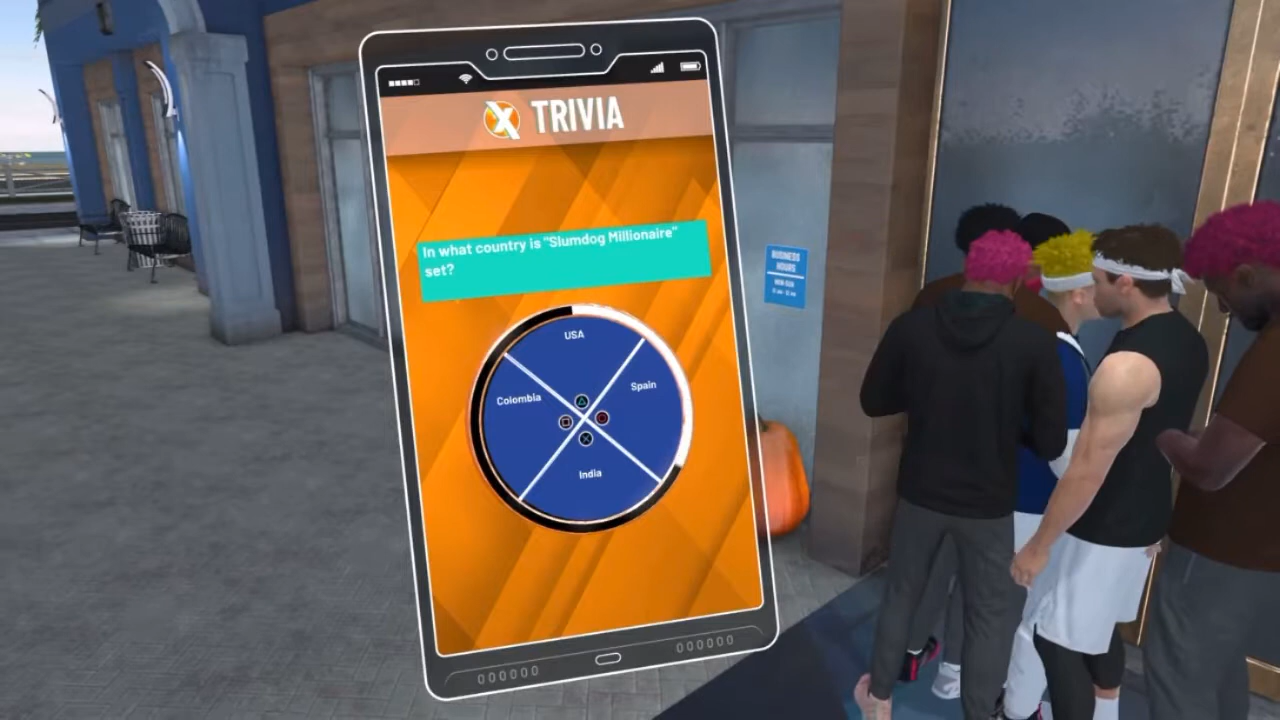 X TRIVIA
In what country is "Slumdog Millionaire"
set?
USA
Spain
Colombia
India
BUSINESS
HOURS